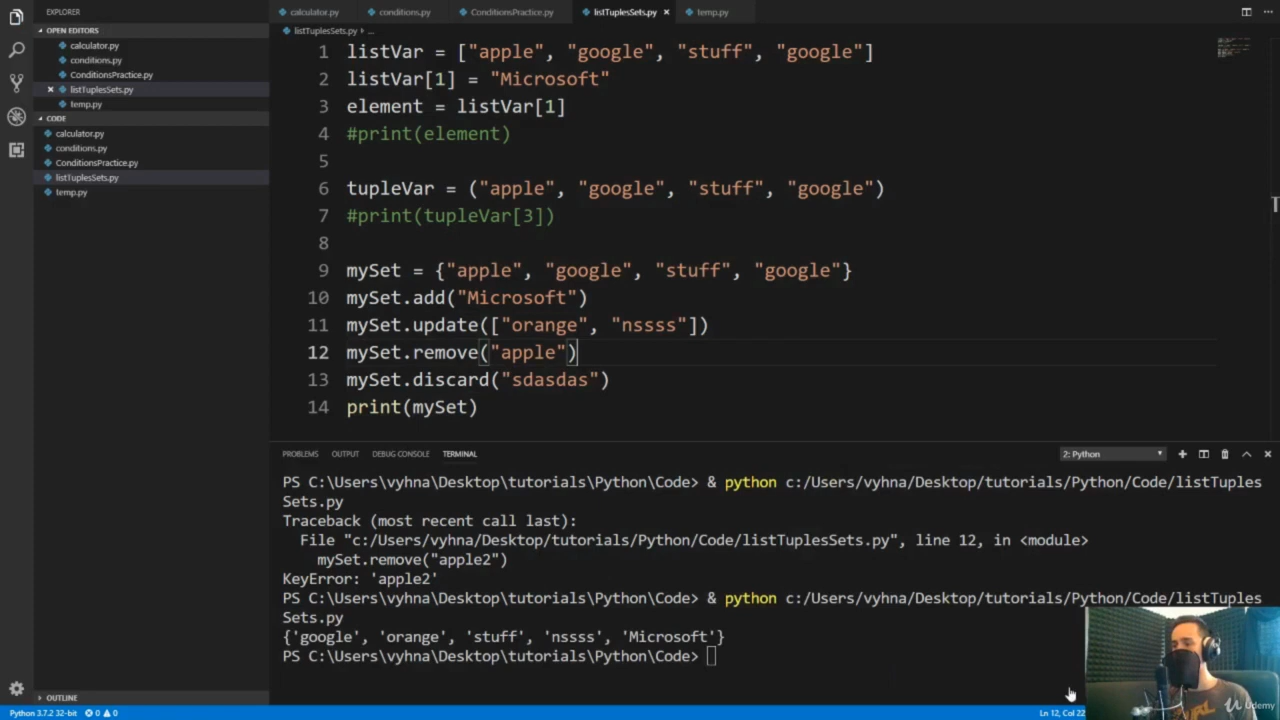 EXPLORER
calculator.py
conditions.py
ConditionsPractice.py
listTuplesSets.py
temp.py
OPEN EDITORS
calculator.py
conditions.py
ConditionsPractice.py
listTuplesSets.py
temp.py
CODE
calculator.py
conditions.py
ConditionsPractice.py
listTuplesSets.py
temp.py
OUTLINE
listTuplesSets.py ...
1 listVar = ["apple", "google", "stuff", "google"]
2 listVar[1] = "Microsoft"
3 element = listVar[1]
4 #print(element)
5
6 tupleVar = ("apple", "google", "stuff", "google")
7 #print(tupleVar[3])
8
9 mySet = {"apple", "google", "stuff", "google"}
10 mySet.add("Microsoft")
11 mySet.update(["orange", "nssss"])
12 mySet.remove("apple")
13 mySet.discard("sdasdas")
14 print(mySet)
PROBLEMS OUTPUT DEBUG CONSOLE TERMINAL 2: Python
PS C:\Users\vyhna\Desktop\tutorials\Python\Code> & python c:/Users/vyhna/Desktop/tutorials/Python/Code/listTuples
Sets.py
Traceback (most recent call last):
File "c:/Users/vyhna/Desktop/tutorials/Python/Code/listTuplesSets.py", line 12, in <module>
mySet.remove("apple2")
KeyError: 'apple2'
PS C:\Users\vyhna\Desktop\tutorials\Python\Code> & python c:/Users/vyhna/Desktop/tutorials/Python/Code/listTuples
Sets.py
{'google', 'orange', 'stuff', 'nssss', 'Microsoft'}
PS C:\Users\vyhna\Desktop\tutorials\Python\Code>
Python 3.7.2 32-bit 0 0
Ln 12, Col 22
Udemy